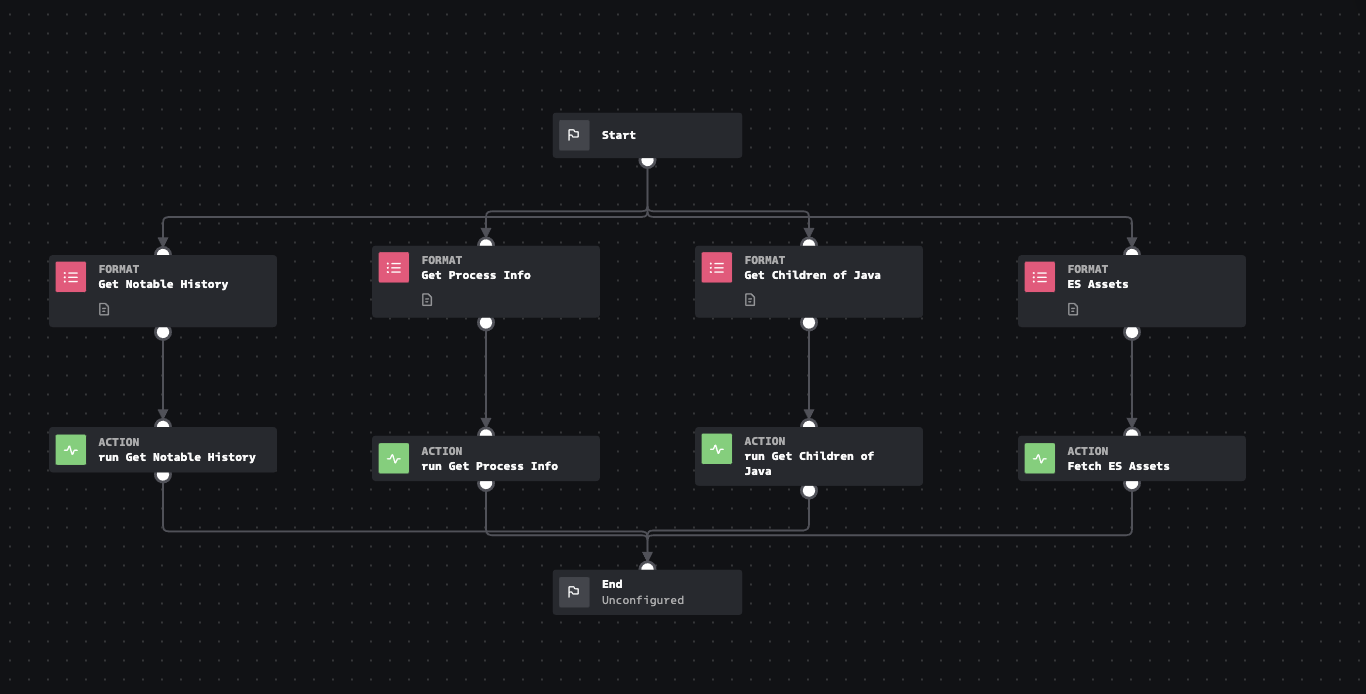 Start
FORMAT
Get Notable History
FORMAT
Get Process Info
FORMAT
Get Children of Java
FORMAT
ES Assets
ACTION
run Get Notable History
ACTION
run Get Process Info
ACTION
run Get Children of
Java
ACTION
Fetch ES Assets
End
Unconfigured